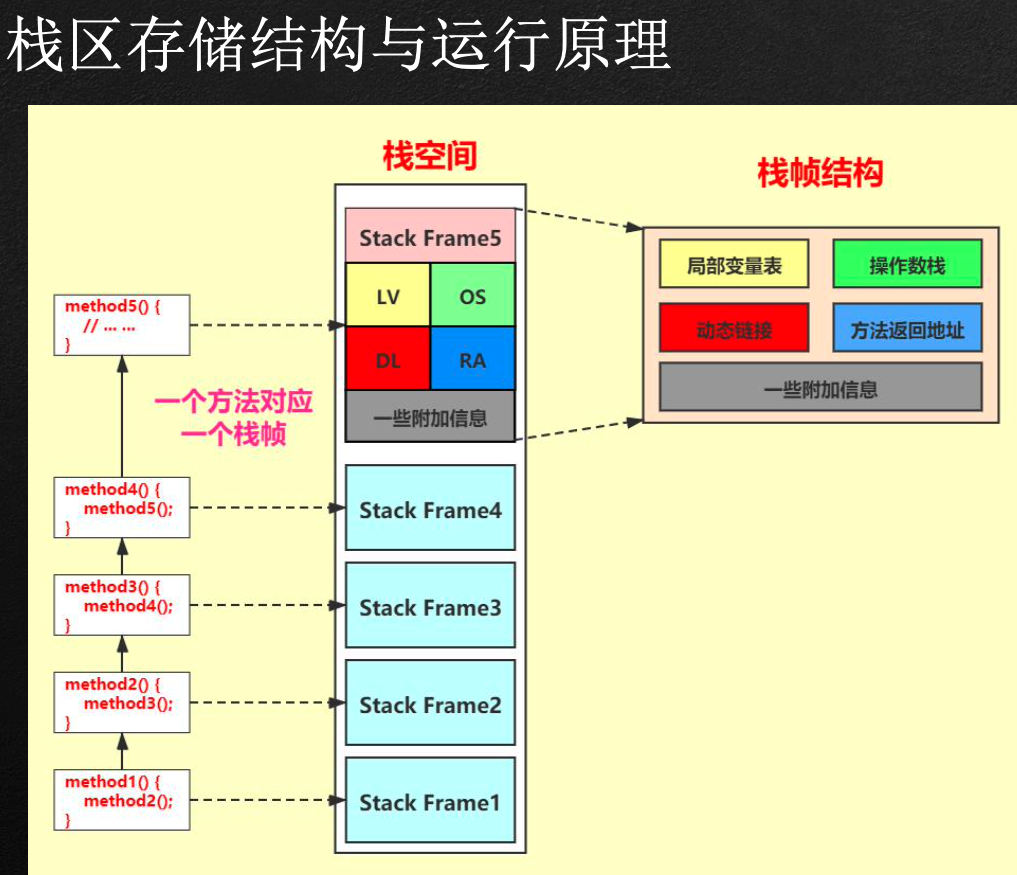 栈区存储结构与运行原理
栈空间
栈帧结构
Stack Frame5
LV
OS
DL
RA
一些附加信息
局部变量表
操作数栈
动态链接
方法返回地址
一些附加信息
method5() {
// ... ...
}
一个方法对应
一个栈帧
method4() {
method5();
}
Stack Frame4
method3() {
method4();
}
Stack Frame3
method2() {
method3();
}
Stack Frame2
method1() {
method2();
}
Stack Frame1